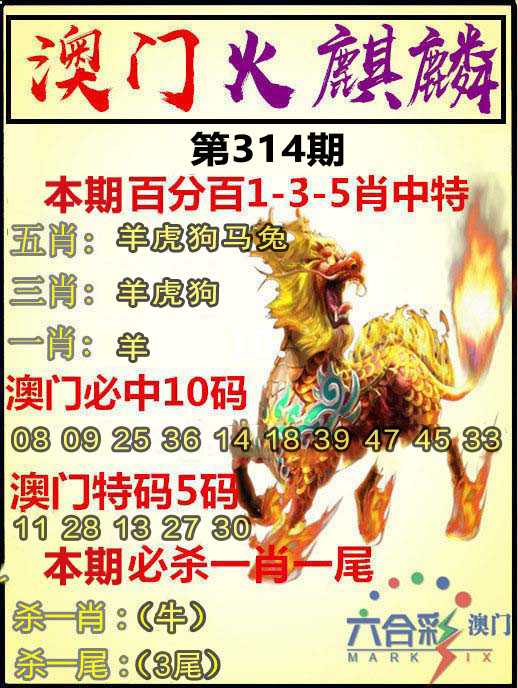 澳门火麒麟
第314期
本期百分百1-3-5肖中特
五肖：羊虎狗马兔
三肖：羊虎狗
一肖：羊
澳门必中10码
08 09 25 36 14 18 39 47 45 33
澳门特码5码
11 28 13 27 30
本期必杀一肖一尾
杀一肖：（牛）
杀一尾：（3尾）
六合彩 澳门
MARK SIX